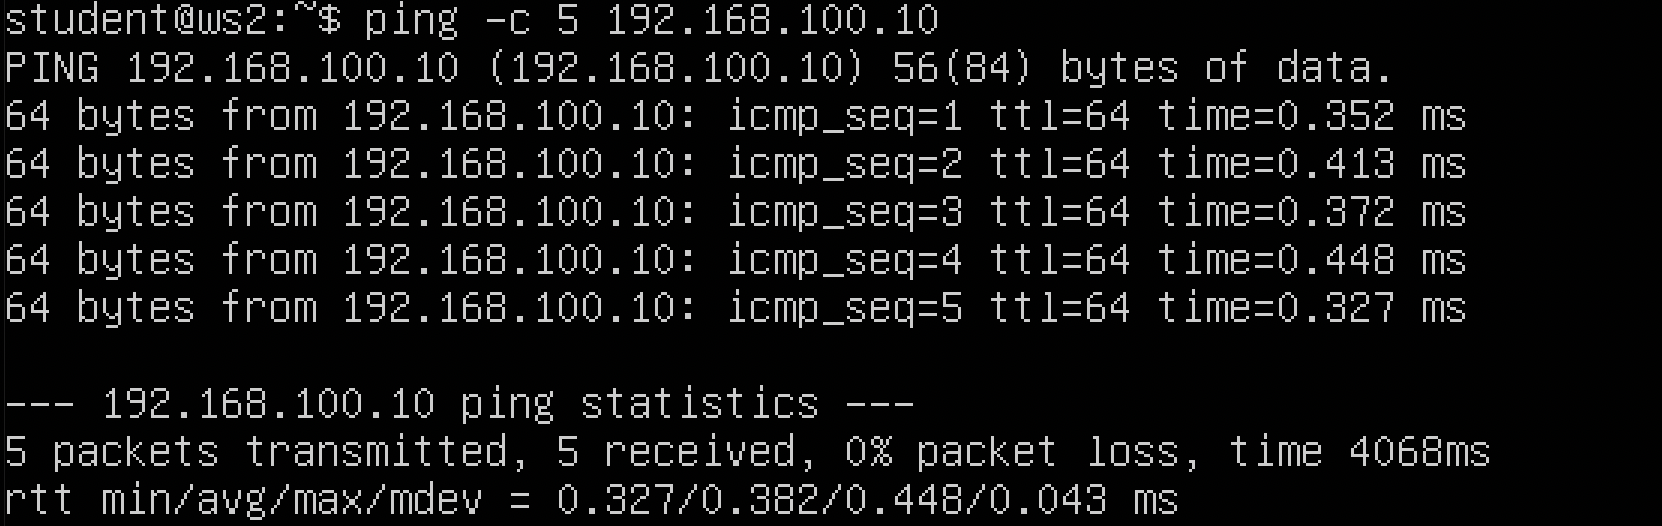 student@ws2:~$ ping -c 5 192.168.100.10
PING 192.168.100.10 (192.168.100.10) 56(84) bytes of data.
64 bytes from 192.168.100.10: icmp_seq=1 ttl=64 time=0.352 ms
64 bytes from 192.168.100.10: icmp_seq=2 ttl=64 time=0.413 ms
64 bytes from 192.168.100.10: icmp_seq=3 ttl=64 time=0.372 ms
64 bytes from 192.168.100.10: icmp_seq=4 ttl=64 time=0.448 ms
64 bytes from 192.168.100.10: icmp_seq=5 ttl=64 time=0.327 ms
--- 192.168.100.10 ping statistics ---
5 packets transmitted, 5 received, 0% packet loss, time 4068ms
rtt min/avg/max/mdev = 0.327/0.382/0.448/0.043 ms